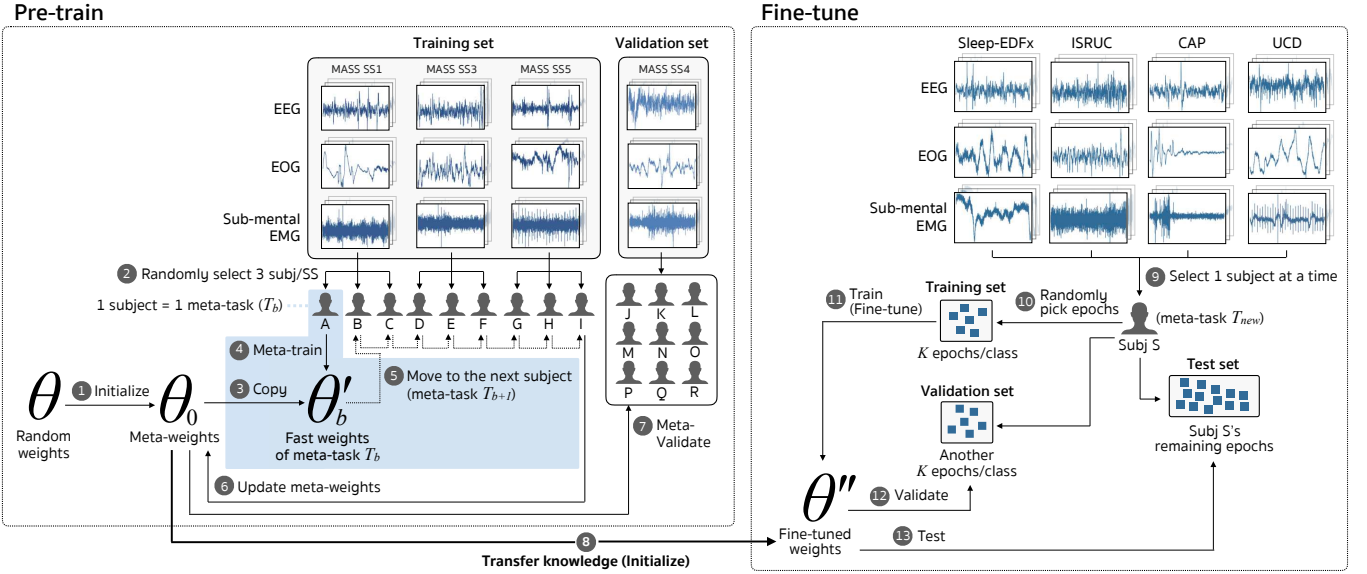 Pre-train
Training set
Validation set
MASS SS1
MASS SS3
MASS SS5
MASS SS4
EEG
EOG
Sub-mental
EMG
2 Randomly select 3 subj/SS
1 subject = 1 meta-task (T_b)
A
B
C
D
E
F
G
H
I
J
K
L
M
N
O
P
Q
R
4 Meta-train
5 Move to the next subject
(meta-task T_{b+1})
θ
Random
weights
1 Initialize
θ_0
Meta-weights
3 Copy
θ'_b
Fast weights
of meta-task T_b
6 Update meta-weights
7 Meta-
Validate
8
Transfer knowledge (Initialize)
Fine-tune
Sleep-EDFx
ISRUC
CAP
UCD
EEG
EOG
Sub-mental
EMG
9 Select 1 subject at a time
Subj S
(meta-task T_new)
10 Randomly
pick epochs
Training set
K epochs/class
11 Train
(Fine-tune)
Validation set
Another
K epochs/class
Test set
Subj S's
remaining epochs
θ''
Fine-tuned
weights
12 Validate
13 Test